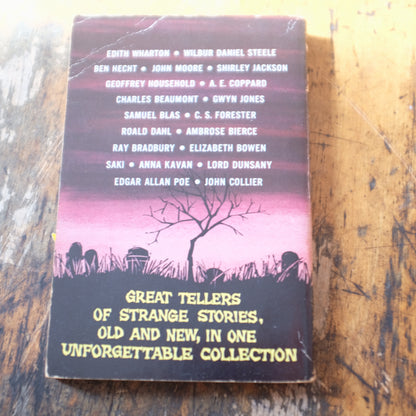 EDITH WHARTON • WILBUR DANIEL STEELE
BEN HECHT • JOHN MOORE • SHIRLEY JACKSON
GEOFFREY HOUSEHOLD • A. E. COPPARD
CHARLES BEAUMONT • GWYN JONES
SAMUEL BLAS • C. S. FORESTER
ROALD DAHL • AMBROSE BIERCE
RAY BRADBURY • ELIZABETH BOWEN
SAKI • ANNA KAVAN • LORD DUNSANY
EDGAR ALLAN POE • JOHN COLLIER
GREAT TELLERS
OF STRANGE STORIES,
OLD AND NEW, IN ONE
UNFORGETTABLE COLLECTION